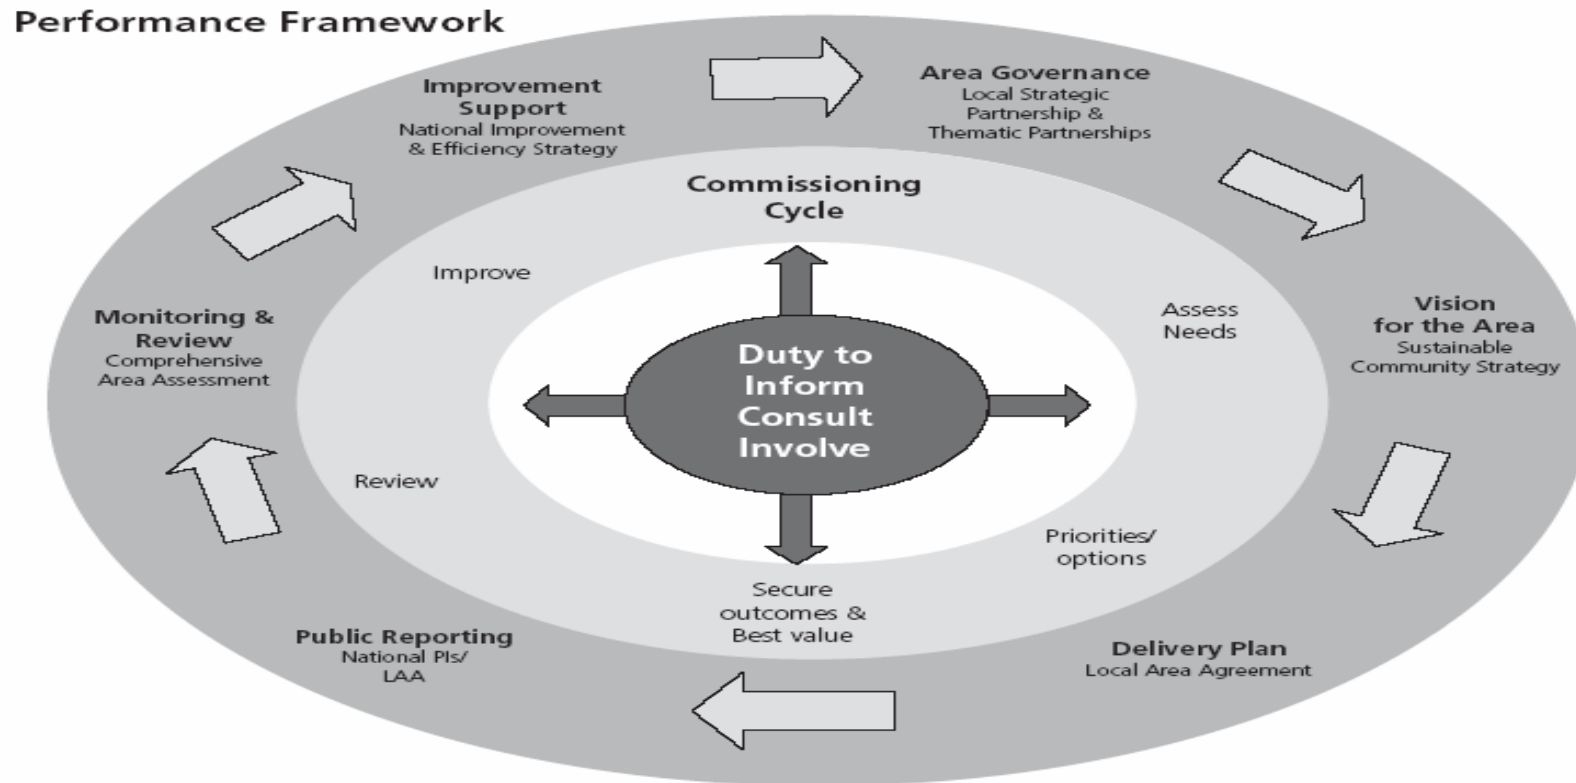 Performance Framework
Improvement
Support
National Improvement
& Efficiency Strategy
Area Governance
Local Strategic
Partnership &
Thematic Partnerships
Commissioning
Cycle
Improve
Assess
Needs
Monitoring &
Review
Comprehensive
Area Assessment
Vision
for the Area
Sustainable
Community Strategy
Duty to
Inform
Consult
Involve
Review
Priorities/
options
Secure
outcomes &
Best value
Public Reporting
National PIs/
LAA
Delivery Plan
Local Area Agreement